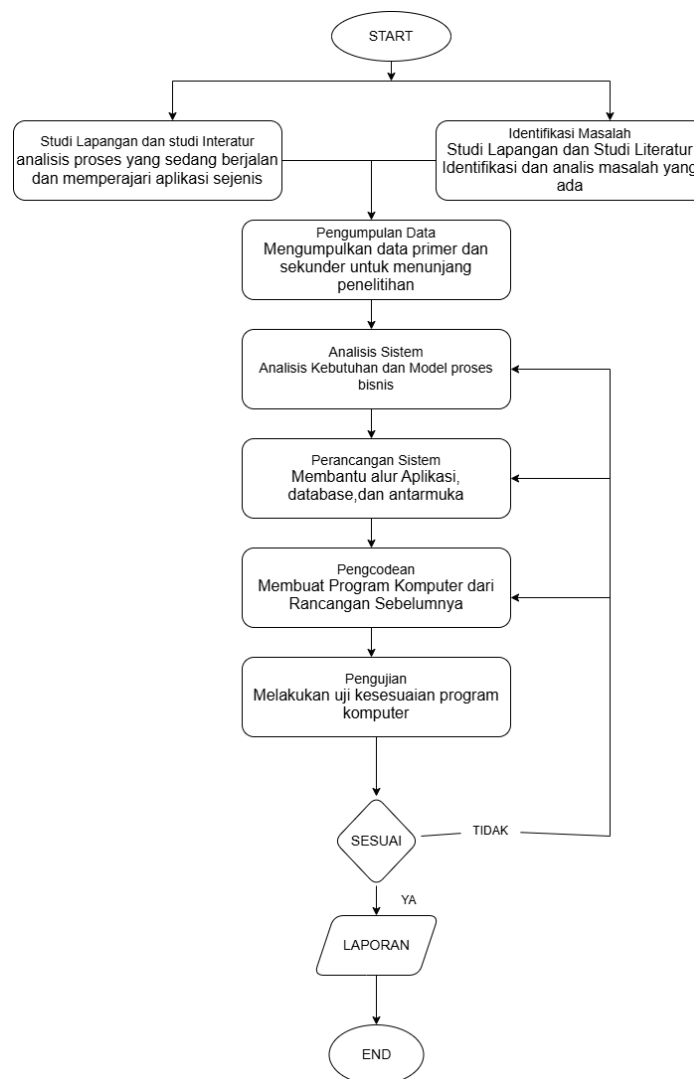 START
Studi Lapangan dan studi Interatur
analisis proses yang sedang berjalan
dan memperajari aplikasi sejenis
Identifikasi Masalah
Studi Lapangan dan Studi Literatur
Identifikasi dan analis masalah yang
ada
Pengumpulan Data
Mengumpulkan data primer dan
sekunder untuk menunjang
penelitihan
Analisis Sistem
Analisis Kebutuhan dan Model proses
bisnis
Perancangan Sistem
Membantu alur Aplikasi,
database,dan antarmuka
Pengcodean
Membuat Program Komputer dari
Rancangan Sebelumnya
Pengujian
Melakukan uji kesesuaian program
komputer
SESUAI
TIDAK
YA
LAPORAN
END